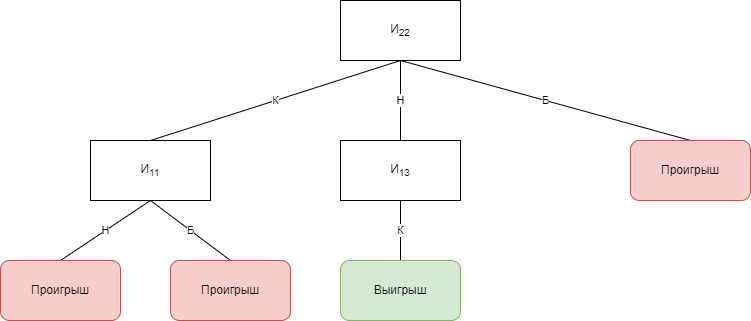 И22
К
Н
Б
И11
И13
Проигрыш
Н
Б
К
Проигрыш
Проигрыш
Выигрыш